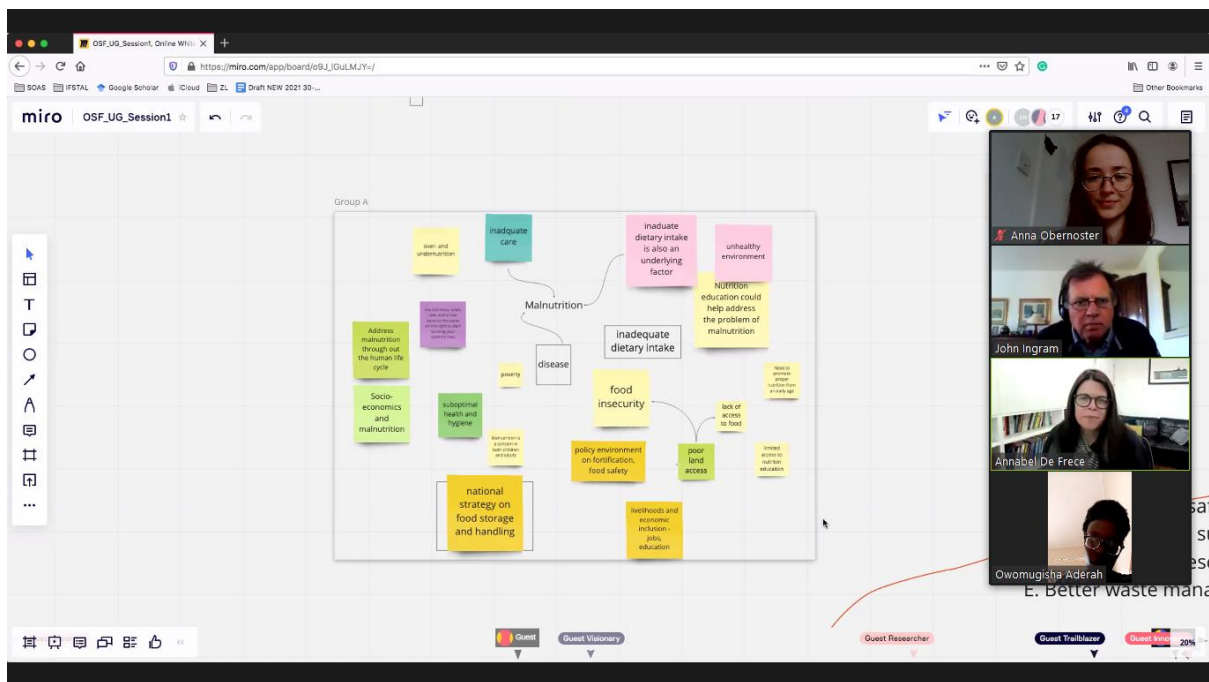 OSF_UG_Session1, Online White
https://miro.com/app/board/o9J_lGuLMJY=/
SOAS
IFSTAL
Google Scholar
iCloud
ZL
Draft NEW 2021 30-...
Other Bookmarks
miro
OSF_UG_Session1
17
Group A
over- and
undernutrition
inadquate
care
inaduate
dietary intake
is also an
underlying
factor
unhealthy
environment
Malnutrition
Nutrition
education could
help address
the problem of
malnutrition
Address
malnutrition
through out
the human life
cycle
inadequate
dietary intake
disease
poverty
Need to
promote
proper
nutrition from
an early age
Socio-
economics
and
malnutrition
suboptimal
health and
hygiene
food
insecurity
lack of
access
to food
Malnutrition is
a concern in
both children
and adults
policy environment
on fortification,
food safety
poor
land
access
limited
access to
nutrition
education
national
strategy on
food storage
and handling
livelihoods and
economic
inclusion -
jobs,
education
Anna Obernoster
John Ingram
Annabel De Frece
Owomugisha Aderah
E. Better waste mana
Guest
Guest Visionary
Guest Researcher
Guest Trailblazer
Guest Inno
20%